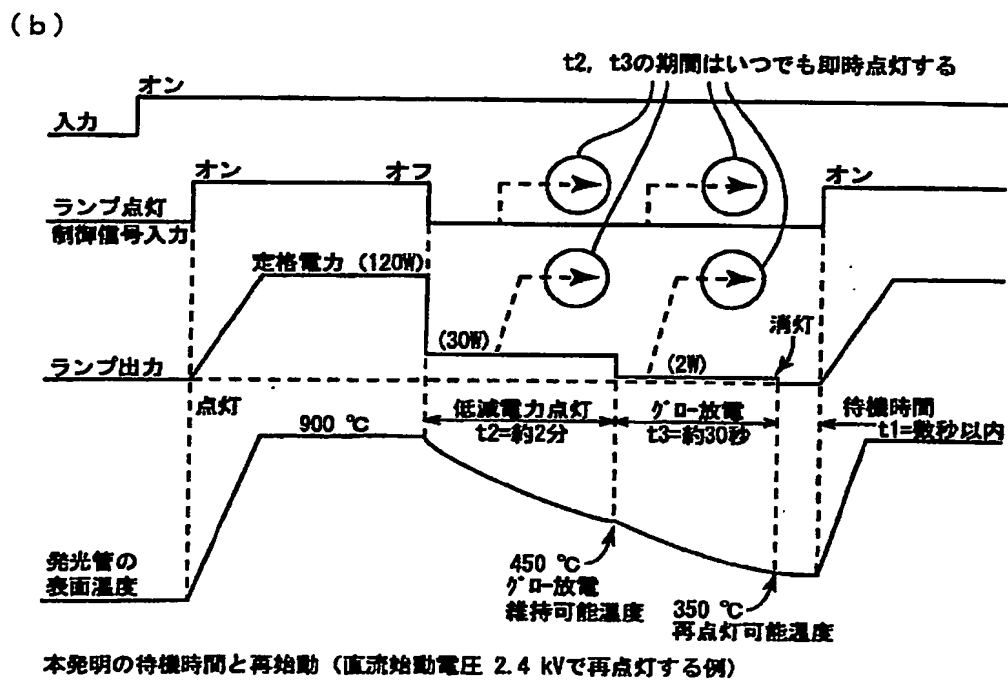 (b)
t2, t3の期間はいつでも即時点灯する
オン
入力
オン
オフ
オン
ランプ点灯
制御信号入力
定格電力 (120W)
消灯
(30W)
(2W)
ランプ出力
点灯
900 ℃
低減電力点灯
t2=約2分
グロー放電
t3=約30秒
待機時間
t1=数秒以内
発光管の
表面温度
450 ℃
グロー放電
維持可能温度
350 ℃
再点灯可能温度
本発明の待機時間と再始動 (直流始動電圧 2.4 kVで再点灯する例)